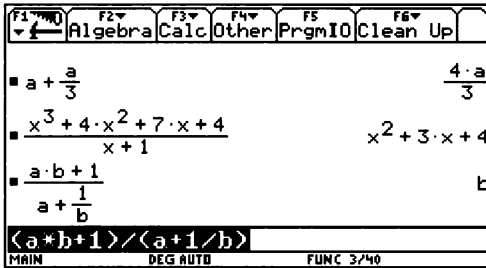 F1 F2 F3 F4 F5 F6
Algebra Calc Other PrgmIO Clean Up
a + a/3    4·a/3
(x^3 + 4·x^2 + 7·x + 4)/(x + 1)    x^2 + 3·x + 4
(a·b + 1)/(a + 1/b)    b
(a*b+1)/(a+1/b)
MAIN DEG AUTO FUNC 3/40